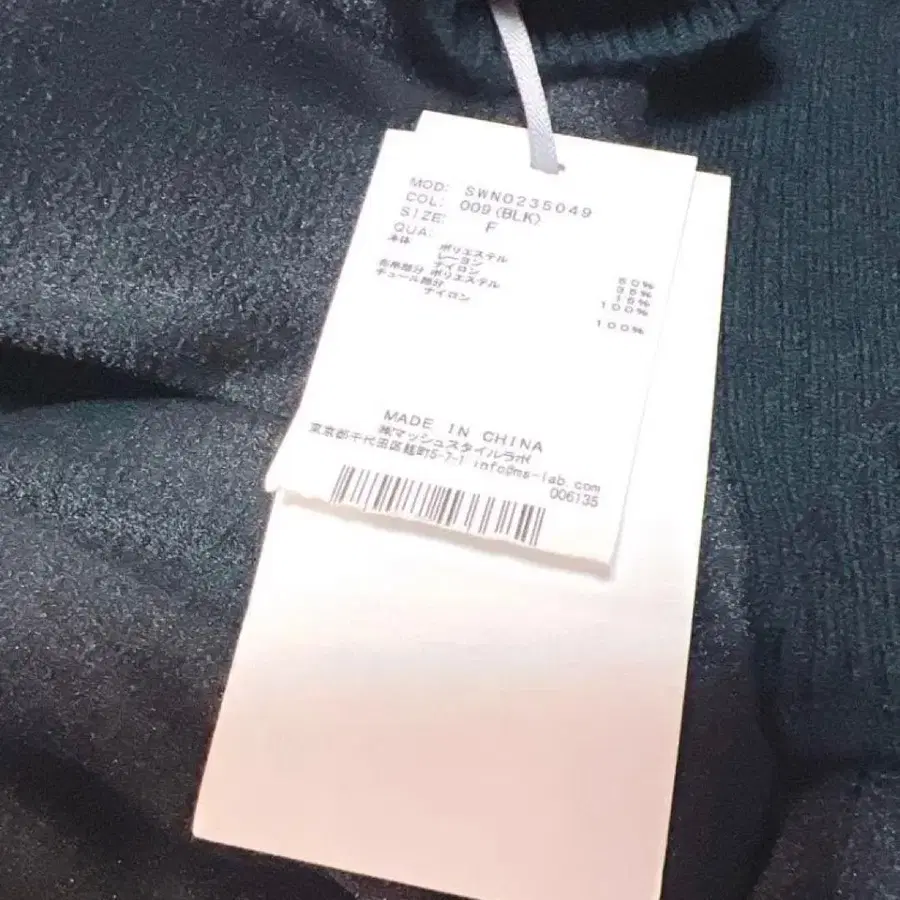 MOD: SWN0235049
COL: 009(BLK)
SIZE: F
QUA:
本体 ポリエステル 50%
レーヨン 35%
ナイロン 15%
布帛部分 ポリエステル 100%
チュール部分
ナイロン 100%
MADE IN CHINA
㈱マッシュスタイルラボ
東京都千代田区麹町5-7-1 info@ms-lab.com
006135